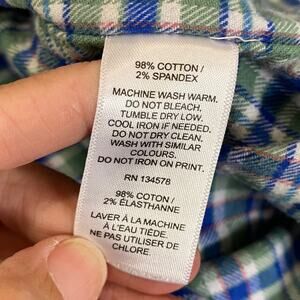 98% COTTON /
2% SPANDEX
MACHINE WASH WARM.
DO NOT BLEACH.
TUMBLE DRY LOW.
COOL IRON IF NEEDED.
DO NOT DRY CLEAN.
WASH WITH SIMILAR
COLOURS.
DO NOT IRON ON PRINT.
RN 134578
98% COTON /
2% ÉLASTHANNE
LAVER À LA MACHINE
À L'EAU TIÈDE.
NE PAS UTILISER DE
CHLORE.